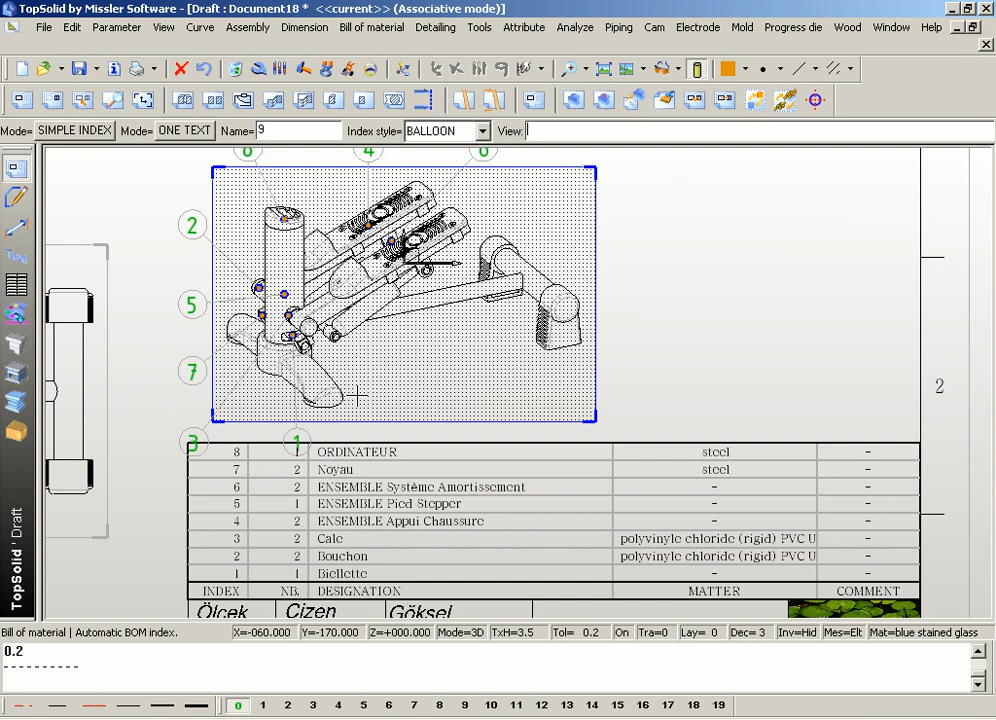 TopSolid by Missler Software - [Draft : Document18 * <<current>> (Associative mode)]
File Edit Parameter View Curve Assembly Dimension Bill of material Detailing Tools Attribute Analyze Piping Cam Electrode Mold Progress die Wood Window Help
Mode= SIMPLE INDEX Mode= ONE TEXT Name= 9 Index style= BALLOON View:
6 4 6
2
5
7
3 1
2
8 1 ORDINATEUR steel -
7 2 Noyau steel -
6 2 ENSEMBLE Système Amortissement - -
5 1 ENSEMBLE Pied Stepper - -
4 2 ENSEMBLE Appui Chaussure - -
3 2 Cale polyvinyle chloride (rigid) PVC U -
2 2 Bouchon polyvinyle chloride (rigid) PVC U -
1 1 Biellette - -
INDEX NB. DESIGNATION MATTER COMMENT
Ölcek Cizen Göksel
TopSolid'Draft
Bill of material | Automatic BOM index. X=-060.000 Y=-170.000 Z=+000.000 Mode=3D TxH=3.5 Tol= 0.2 On Tra=0 Lay= 0 Dec= 3 Inv=Hid Mes=Elt Mat=blue stained glass
0.2
----------
0 1 2 3 4 5 6 7 8 9 10 11 12 13 14 15 16 17 18 19